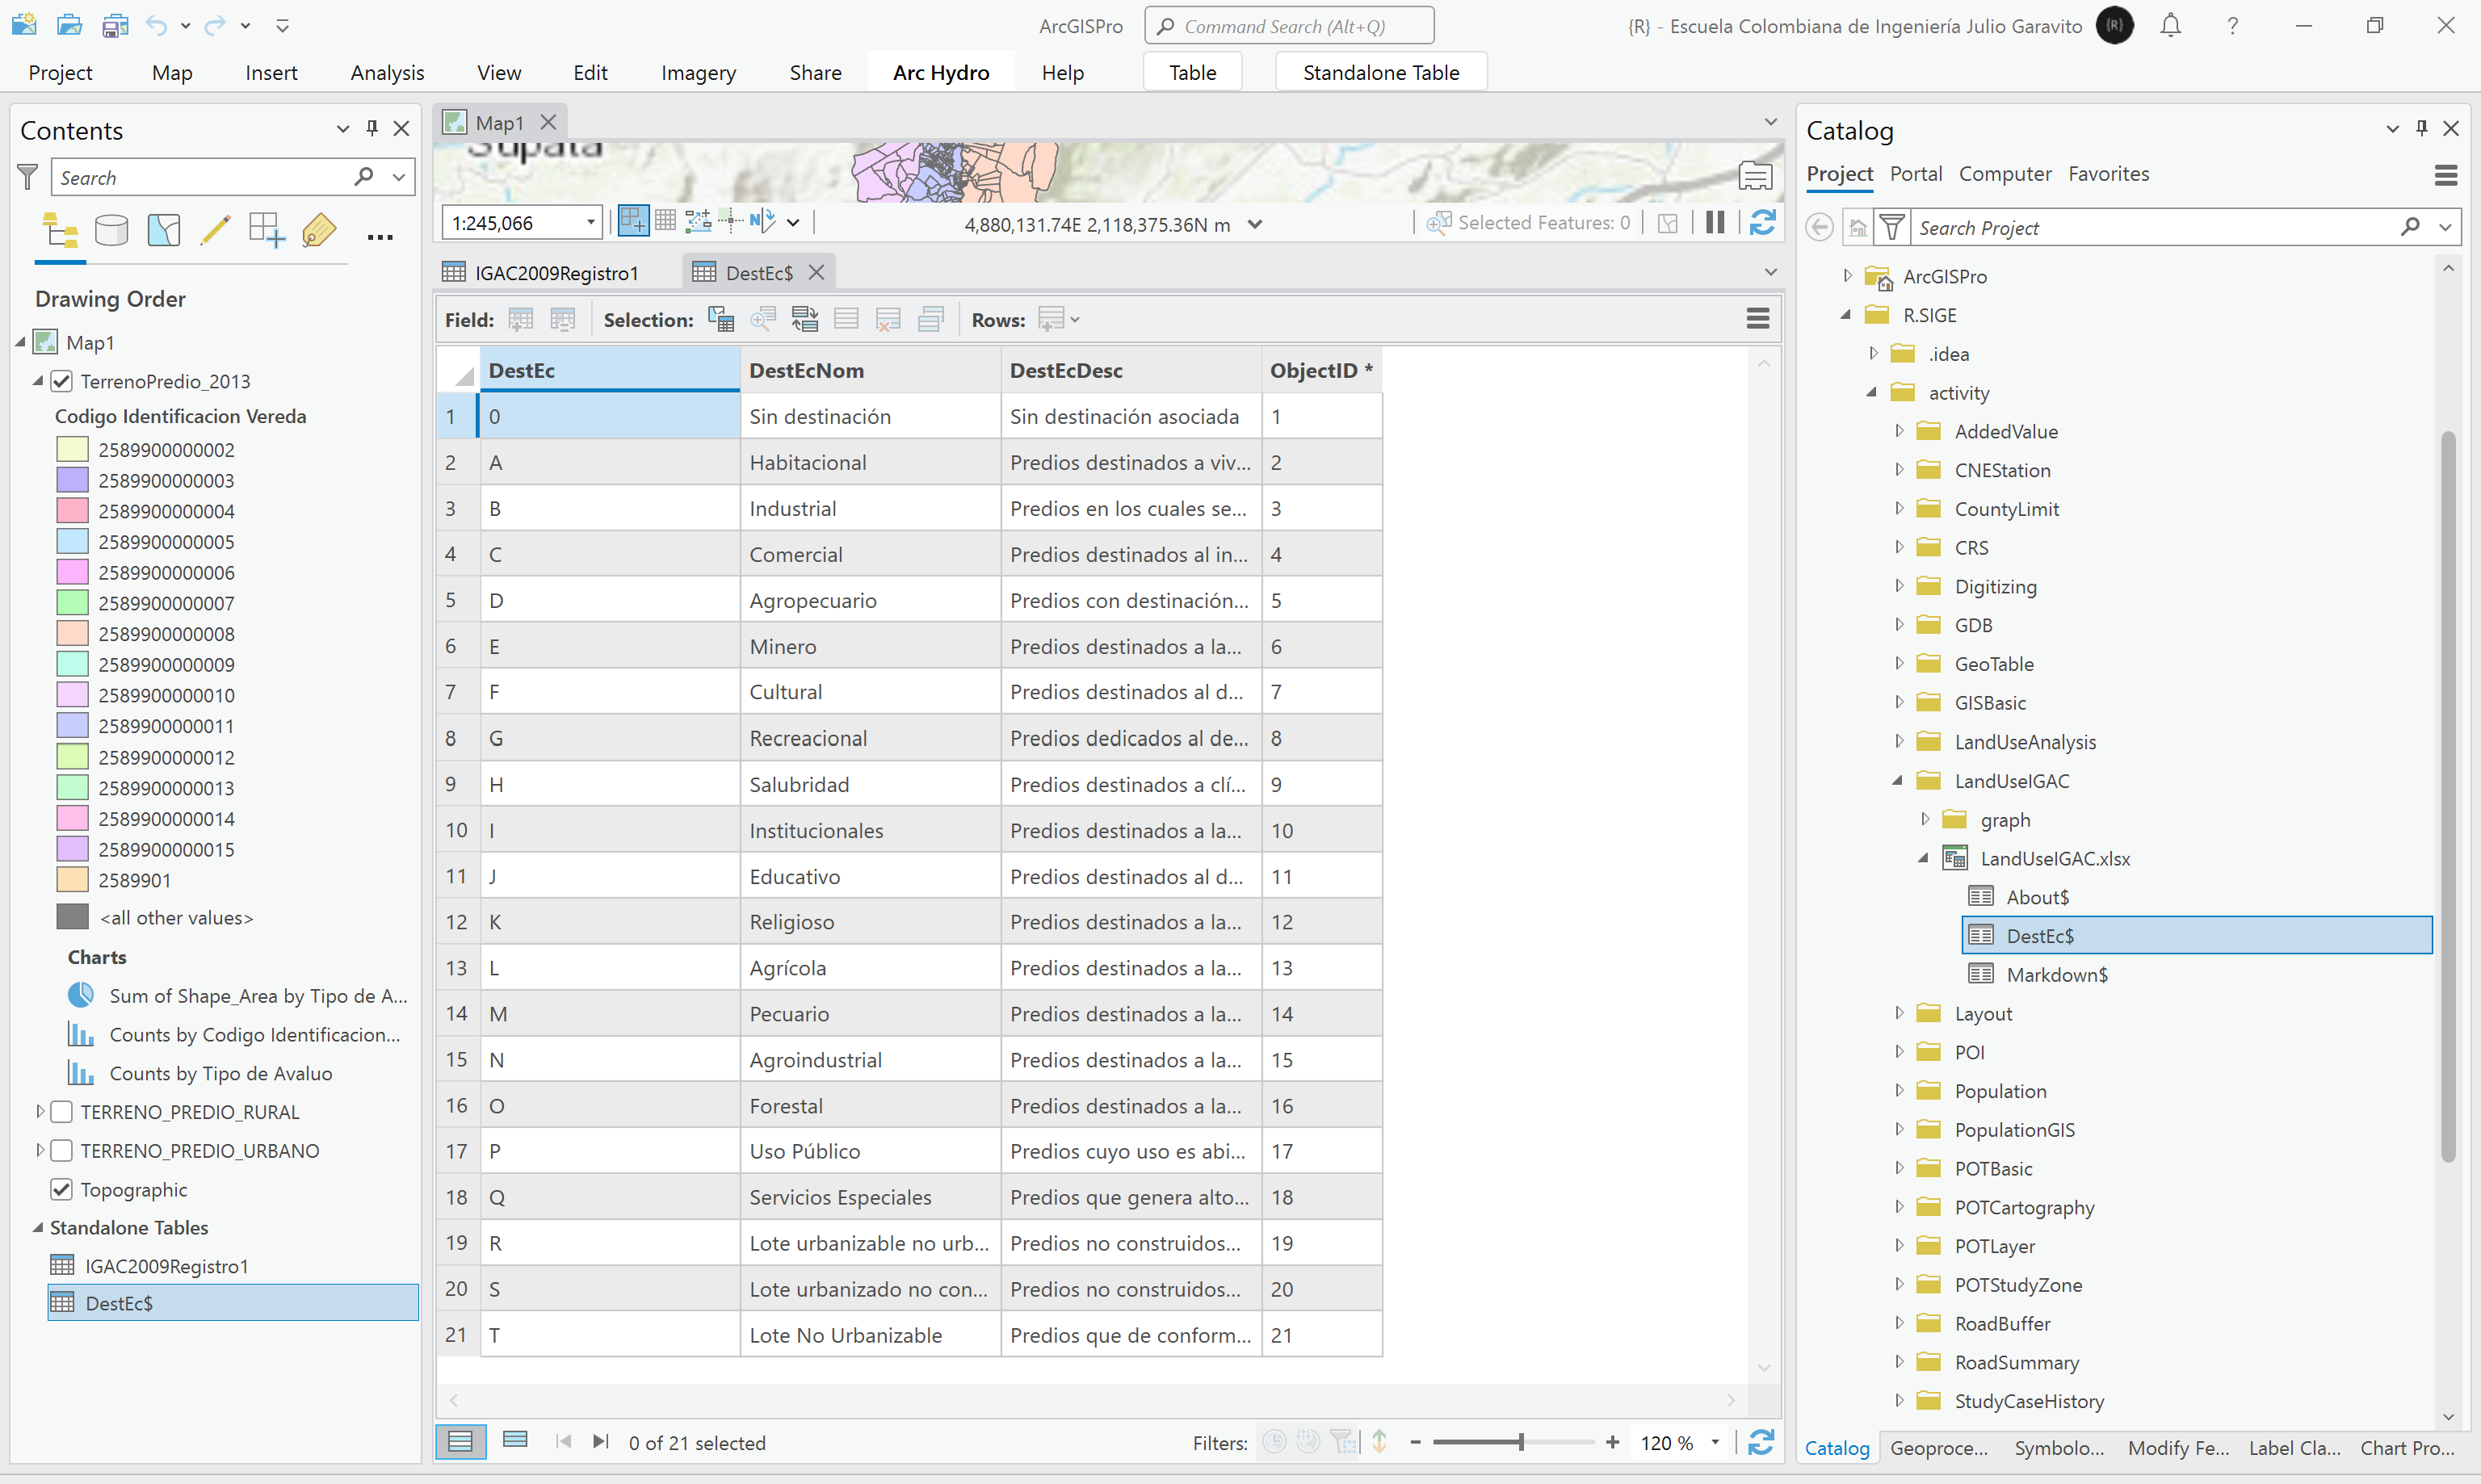 ArcGISPro
Command Search (Alt+Q)
{R} - Escuela Colombiana de Ingeniería Julio Garavito
{R}
Project
Map
Insert
Analysis
View
Edit
Imagery
Share
Arc Hydro
Help
Table
Standalone Table
Contents
Search
Drawing Order
Map1
TerrenoPredio_2013
Codigo Identificacion Vereda
2589900000002
2589900000003
2589900000004
2589900000005
2589900000006
2589900000007
2589900000008
2589900000009
2589900000010
2589900000011
2589900000012
2589900000013
2589900000014
2589900000015
2589901
<all other values>
Charts
Sum of Shape_Area by Tipo de A...
Counts by Codigo Identificacion...
Counts by Tipo de Avaluo
TERRENO_PREDIO_RURAL
TERRENO_PREDIO_URBANO
Topographic
Standalone Tables
IGAC2009Registro1
DestEc$
Map1
Supatá
1:245,066
4,880,131.74E 2,118,375.36N m
Selected Features: 0
IGAC2009Registro1
DestEc$
Field:
Selection:
Rows:
DestEc DestEcNom DestEcDesc ObjectID *
1 0 Sin destinación Sin destinación asociada 1
2 A Habitacional Predios destinados a viv... 2
3 B Industrial Predios en los cuales se... 3
4 C Comercial Predios destinados al in... 4
5 D Agropecuario Predios con destinación... 5
6 E Minero Predios destinados a la... 6
7 F Cultural Predios destinados al d... 7
8 G Recreacional Predios dedicados al de... 8
9 H Salubridad Predios destinados a clí... 9
10 I Institucionales Predios destinados a la... 10
11 J Educativo Predios destinados al d... 11
12 K Religioso Predios destinados a la... 12
13 L Agrícola Predios destinados a la... 13
14 M Pecuario Predios destinados a la... 14
15 N Agroindustrial Predios destinados a la... 15
16 O Forestal Predios destinados a la... 16
17 P Uso Público Predios cuyo uso es abi... 17
18 Q Servicios Especiales Predios que genera alto... 18
19 R Lote urbanizable no urb... Predios no construidos... 19
20 S Lote urbanizado no con... Predios no construidos... 20
21 T Lote No Urbanizable Predios que de conform... 21
0 of 21 selected
Filters:
120 %
Catalog
Project
Portal
Computer
Favorites
Search Project
ArcGISPro
R.SIGE
.idea
activity
AddedValue
CNEStation
CountyLimit
CRS
Digitizing
GDB
GeoTable
GISBasic
LandUseAnalysis
LandUseIGAC
graph
LandUseIGAC.xlsx
About$
DestEc$
Markdown$
Layout
POI
Population
PopulationGIS
POTBasic
POTCartography
POTLayer
POTStudyZone
RoadBuffer
RoadSummary
StudyCaseHistory
Catalog
Geoproce...
Symbolo...
Modify Fe...
Label Cla...
Chart Pro...